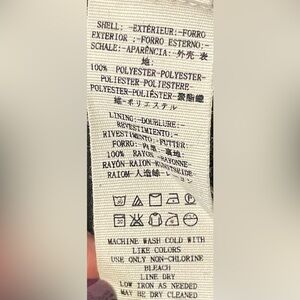 SHELL: -EXTÉRIEUR:-FORRO
EXTERIOR :-FORRO ESTERNO:-
SCHALE:-APARÊNCIA:-外壳-表
地:
100% POLYESTER-POLYESTER-
POLIESTER-POLIESTERE-
POLYESTER-POLIÉSTER-聚酯纖
維-ポリエステル
LINING:-DOUBLURE:-
REVESTIMIENTO:-
RIVESTIMENTO:-FUTTER:-
FORRO:-内里-裏地:
100% RAYON-RAYONNE-
RAYÓN-RAION-KUNSTSEIDE-
RAIOM-人造絲-レーヨン
MACHINE WASH COLD WITH
LIKE COLORS
USE ONLY NON-CHLORINE
BLEACH
LINE DRY
LOW IRON AS NEEDED
MAY BE DRY CLEANED